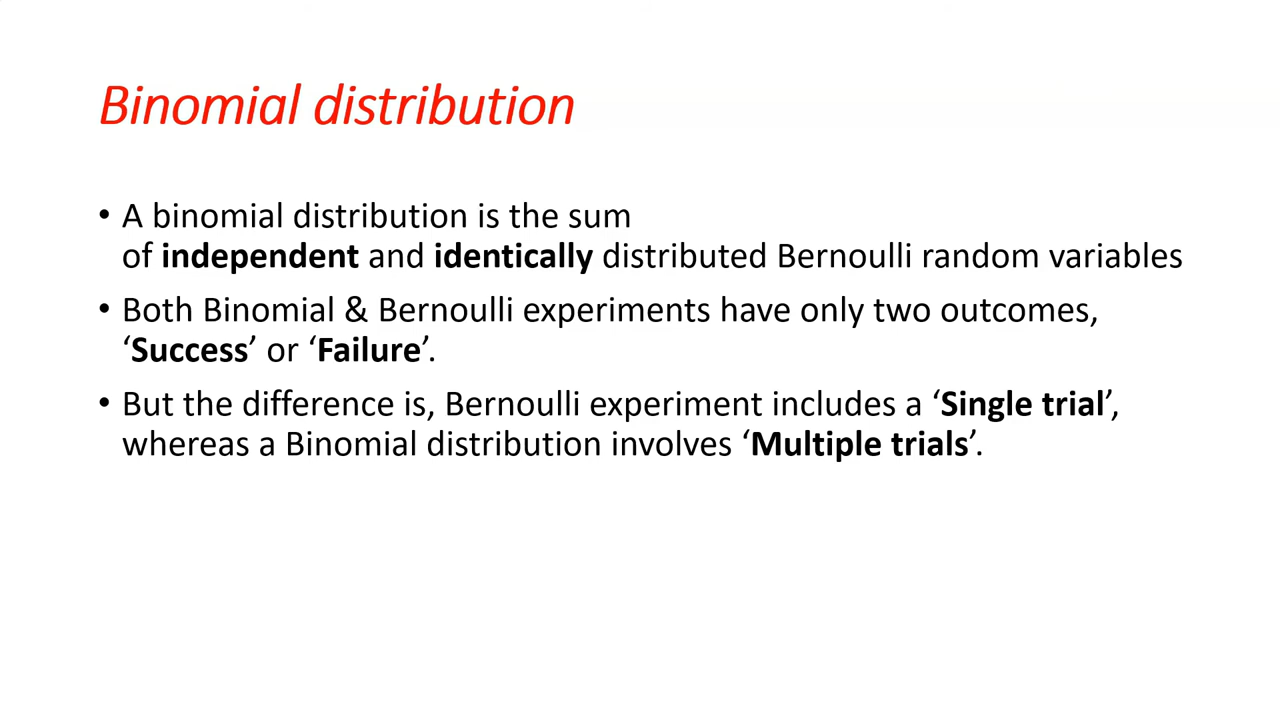 Binomial distribution
• A binomial distribution is the sum
of independent and identically distributed Bernoulli random variables
• Both Binomial & Bernoulli experiments have only two outcomes,
‘Success’ or ‘Failure’.
• But the difference is, Bernoulli experiment includes a ‘Single trial’,
whereas a Binomial distribution involves ‘Multiple trials’.